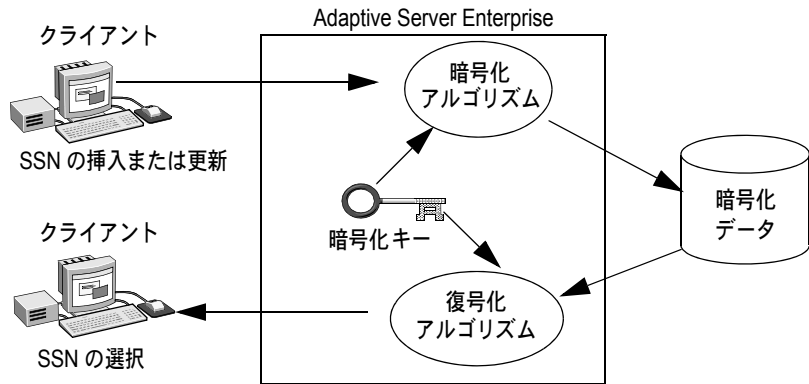 Adaptive Server Enterprise
クライアント
SSN の挿入または更新
暗号化
アルゴリズム
暗号化キー
暗号化
データ
クライアント
SSN の選択
復号化
アルゴリズム